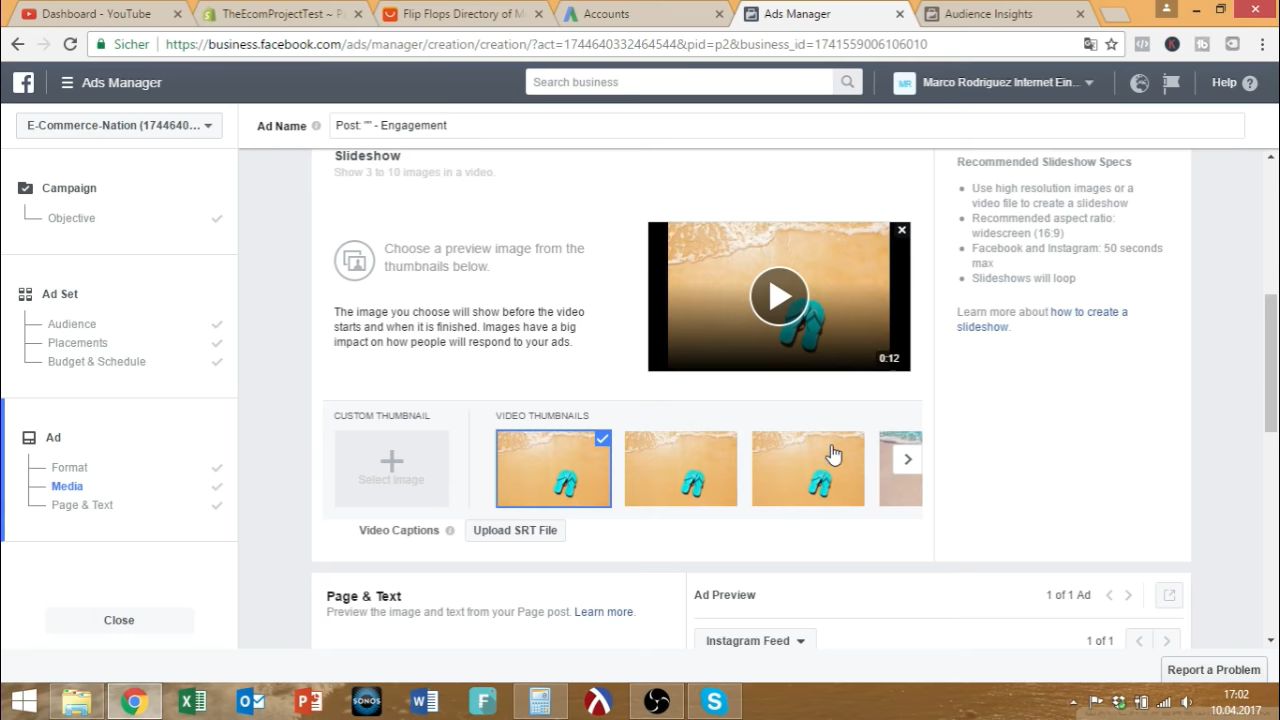 Dashboard - YouTube
TheEcomProjectTest ~ P
Flip Flops Directory of M
Accounts
Ads Manager
Audience Insights
Sicher
https://business.facebook.com/ads/manager/creation/creation/?act=1744640332464544&pid=p2&business_id=1741559006106010
Ads Manager
Search business
MR
Marco Rodriguez Internet Ein...
Help
E-Commerce-Nation (1744640...
Ad Name
Post: "" - Engagement
Campaign
Objective
Ad Set
Audience
Placements
Budget & Schedule
Ad
Format
Media
Page & Text
Close
Slideshow
Show 3 to 10 images in a video.
Choose a preview image from the
thumbnails below.
The image you choose will show before the video
starts and when it is finished. Images have a big
impact on how people will respond to your ads.
0:12
CUSTOM THUMBNAIL
VIDEO THUMBNAILS
Select Image
Video Captions
Upload SRT File
Recommended Slideshow Specs
Use high resolution images or a
video file to create a slideshow
Recommended aspect ratio:
widescreen (16:9)
Facebook and Instagram: 50 seconds
max
Slideshows will loop
Learn more about how to create a
slideshow.
Page & Text
Preview the image and text from your Page post. Learn more.
Ad Preview
1 of 1 Ad
Instagram Feed
1 of 1
Report a Problem
SONOS
17:02
10.04.2017